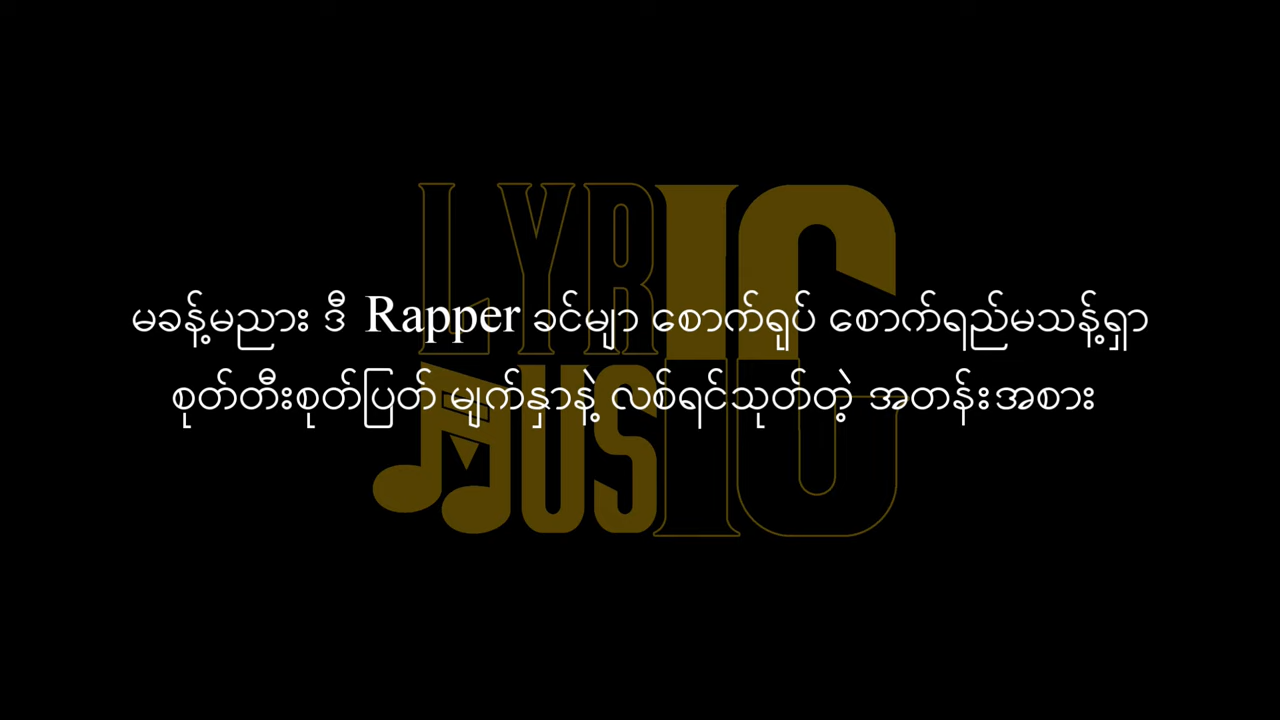 LYRIC
MUSIC
မခန့်မညား ဒီ Rapper ခင်မျာ စောက်ရုပ် စောက်ရည်မသန့်ရှာ
စုတ်တီးစုတ်ပြတ် မျက်နှာနဲ့ လစ်ရင်သုတ်တဲ့ အတန်းအစား